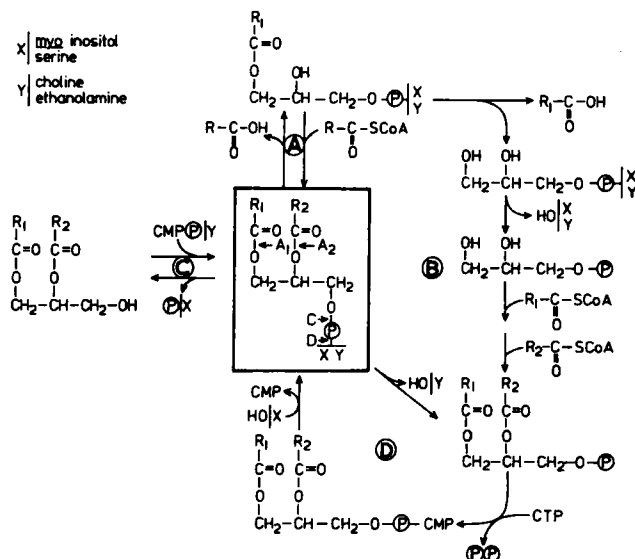 X| myo inositol
serine
Y| choline
ethanolamine
R₁
C=O
O OH
CH₂-CH-CH₂-O-Ⓟ|X
Y
R₁-C-OH
O
R-C-OH
O
Ⓐ
R-C-SCoA
O
OH OH
CH₂-CH-CH₂-O-Ⓟ|X
Y
HO|X
Y
OH OH
CH₂-CH-CH₂-O-Ⓟ
Ⓑ
R₁-C-SCoA
O
R₂-C-SCoA
O
R₁ R₂
C=O C=O
O O
CH₂-CH-CH₂-OH
CMPⓅ|Y
Ⓒ
Ⓟ|X
R₁ R₂
C=O C=O
O←A₁ O←A₂
CH₂-CH-CH₂
O
C→
Ⓟ
D→
X Y
HO|Y
CMP
HO|X
Ⓓ
R₁ R₂
C=O C=O
O O
CH₂-CH-CH₂-O-Ⓟ
R₁ R₂
C=O C=O
O O
CH₂-CH-CH₂-O-Ⓟ-CMP
CTP
ⓅⓅ